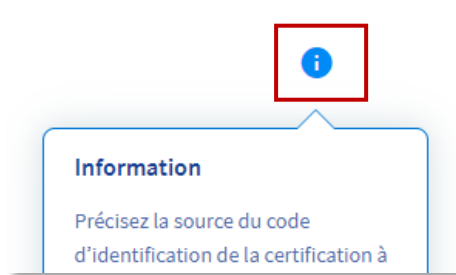 i
Information
Précisez la source du code
d’identification de la certification à